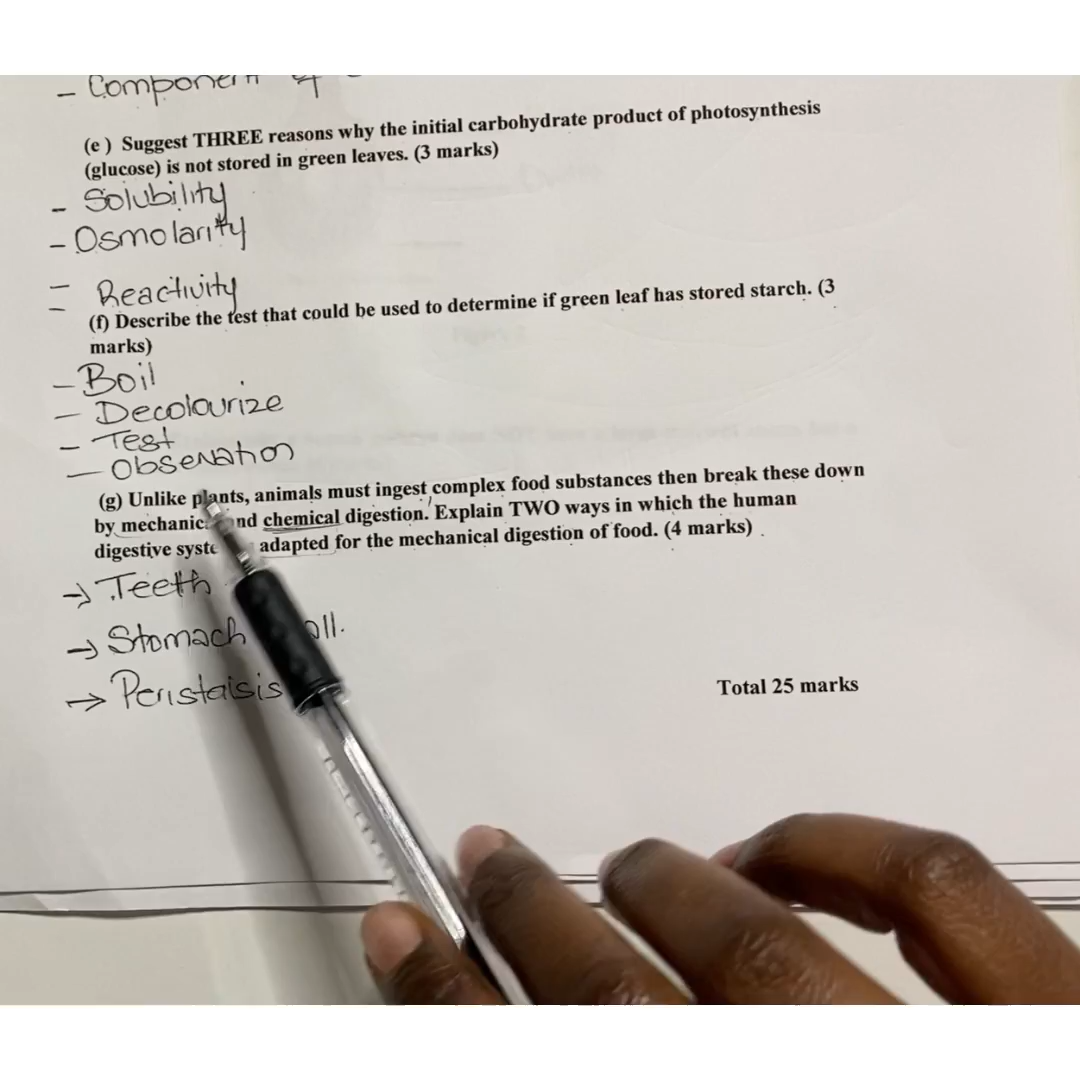 - Component
(e ) Suggest THREE reasons why the initial carbohydrate product of photosynthesis
(glucose) is not stored in green leaves. (3 marks)
- Solubility
- Osmolarity
- Reactivity
(f) Describe the test that could be used to determine if green leaf has stored starch. (3
marks)
- Boil
- Decolourize
- Test
- Observation
(g) Unlike plants, animals must ingest complex food substances then break these down
by mechanic nd chemical digestion. Explain TWO ways in which the human
digestive syste adapted for the mechanical digestion of food. (4 marks)
→ Teeth
→ Stomach all.
→ Peristalsis
Total 25 marks